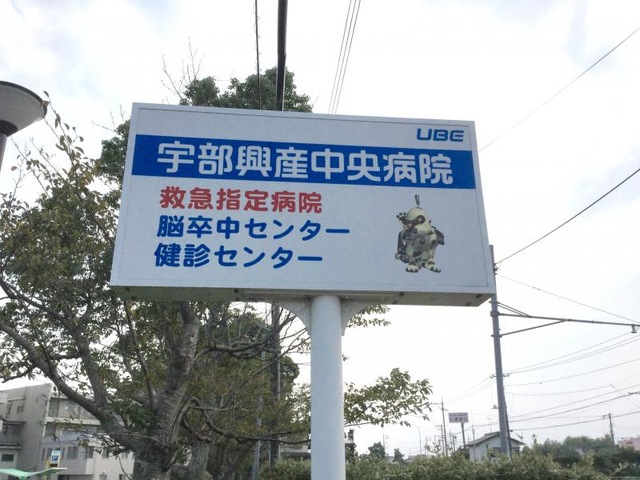 UBE
宇部興産中央病院
救急指定病院
脳卒中センター
健診センター